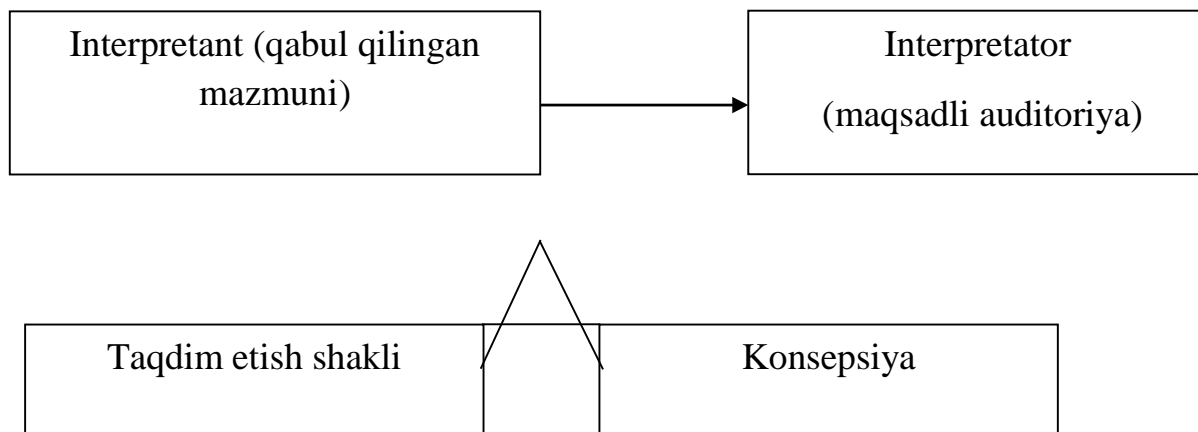 Interpretant (qabul qilingan
mazmuni)
Interpretator
(maqsadli auditoriya)
Taqdim etish shakli
Konsepsiya